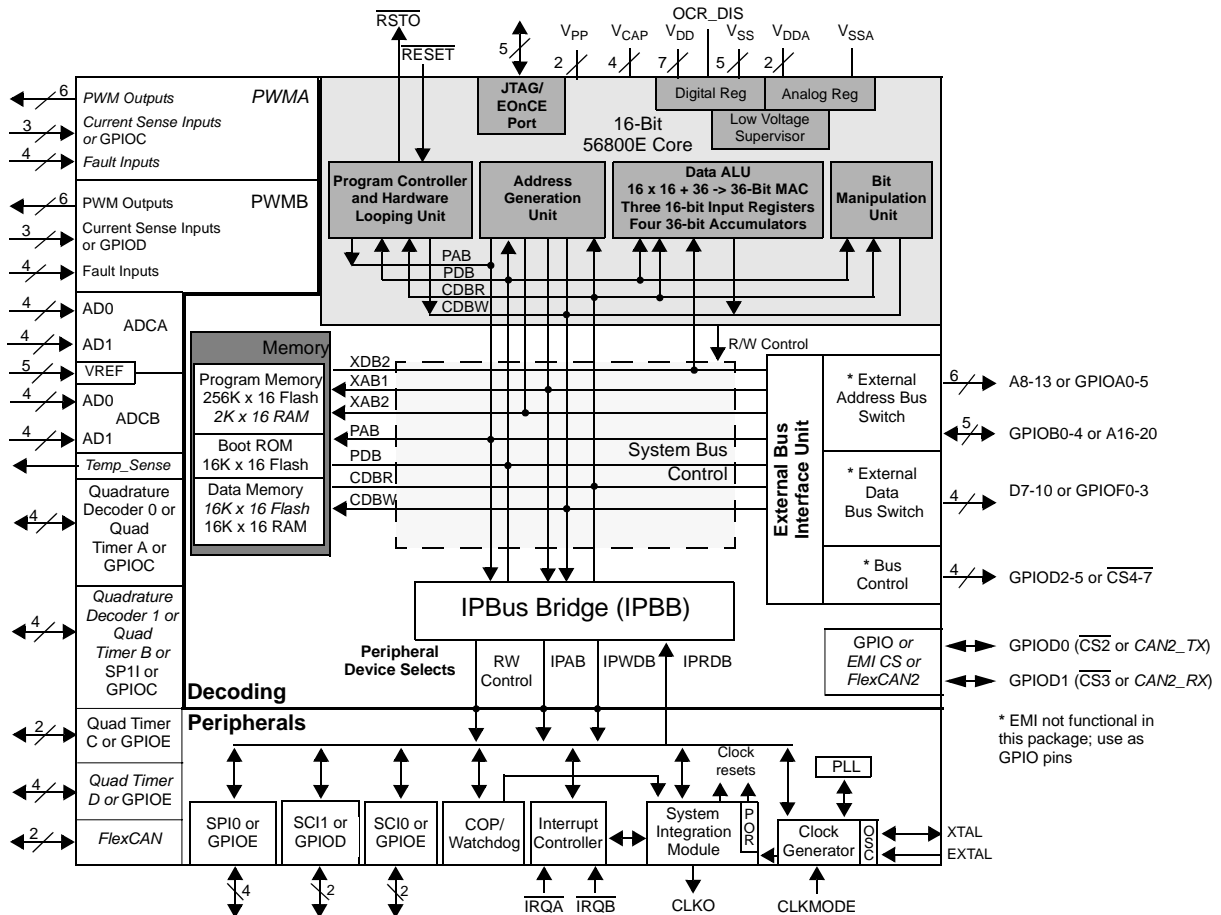 RSTO
RESET
5
VPP
2
VCAP
4
VDD
7
OCR_DIS
VSS
5
VDDA
2
VSSA
JTAG/
EOnCE
Port
Digital Reg
Analog Reg
Low Voltage
Supervisor
16-Bit
56800E Core
6
PWM Outputs
PWMA
3
Current Sense Inputs
or GPIOC
4
Fault Inputs
6
PWM Outputs
PWMB
3
Current Sense Inputs
or GPIOD
4
Fault Inputs
Program Controller
and Hardware
Looping Unit
Address
Generation
Unit
Data ALU
16 x 16 + 36 -> 36-Bit MAC
Three 16-bit Input Registers
Four 36-bit Accumulators
Bit
Manipulation
Unit
PAB
PDB
CDBR
CDBW
4
AD0
ADCA
4
AD1
5
VREF
4
AD0
ADCB
4
AD1
Temp_Sense
4
Quadrature
Decoder 0 or
Quad
Timer A or
GPIOC
4
Quadrature
Decoder 1 or
Quad
Timer B or
SP1I or
GPIOC
2
Quad Timer
C or GPIOE
4
Quad Timer
D or GPIOE
2
FlexCAN
Memory
Program Memory
256K x 16 Flash
2K x 16 RAM
Boot ROM
16K x 16 Flash
Data Memory
16K x 16 Flash
16K x 16 RAM
XDB2
XAB1
XAB2
PAB
PDB
CDBR
CDBW
R/W Control
System Bus
Control
External Bus
Interface Unit
* External
Address Bus
Switch
* External
Data
Bus Switch
* Bus
Control
6
A8-13 or GPIOA0-5
5
GPIOB0-4 or A16-20
4
D7-10 or GPIOF0-3
4
GPIOD2-5 or CS4-7
IPBus Bridge (IPBB)
Peripheral
Device Selects
RW
Control
IPAB
IPWDB
IPRDB
GPIO or
EMI CS or
FlexCAN2
GPIOD0 (CS2 or CAN2_TX)
GPIOD1 (CS3 or CAN2_RX)
* EMI not functional in
this package; use as
GPIO pins
Decoding
Peripherals
Clock
resets
PLL
SPI0 or
GPIOE
SCI1 or
GPIOD
SCI0 or
GPIOE
COP/
Watchdog
Interrupt
Controller
System
Integration
Module
POR
Clock
Generator
OSC
XTAL
EXTAL
4
2
2
IRQA
IRQB
CLKO
CLKMODE